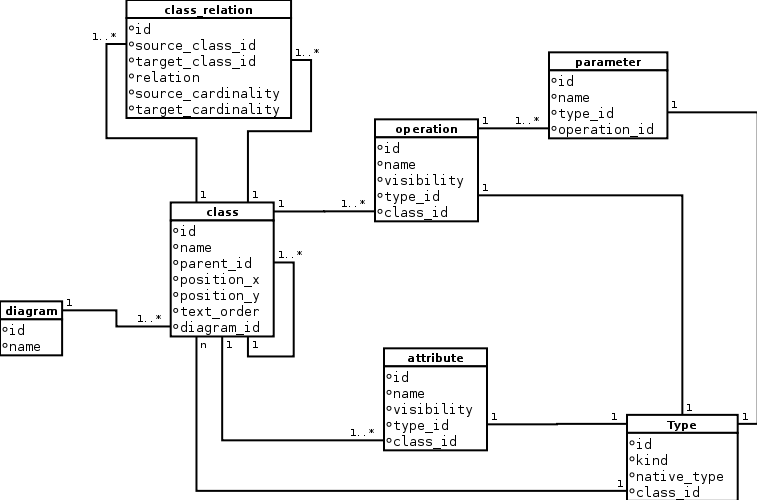 class_relation
id
source_class_id
target_class_id
relation
source_cardinality
target_cardinality
1..*
1..*
parameter
id
name
type_id
operation_id
1
operation
id
name
visibility
type_id
class_id
1
1..*
1
1
1
class
id
name
parent_id
position_x
position_y
text_order
diagram_id
1
1..*
1..*
diagram
id
name
1
1..*
n
1
1
attribute
id
name
visibility
type_id
class_id
1..*
1
1
1
1
Type
id
kind
native_type
class_id
1